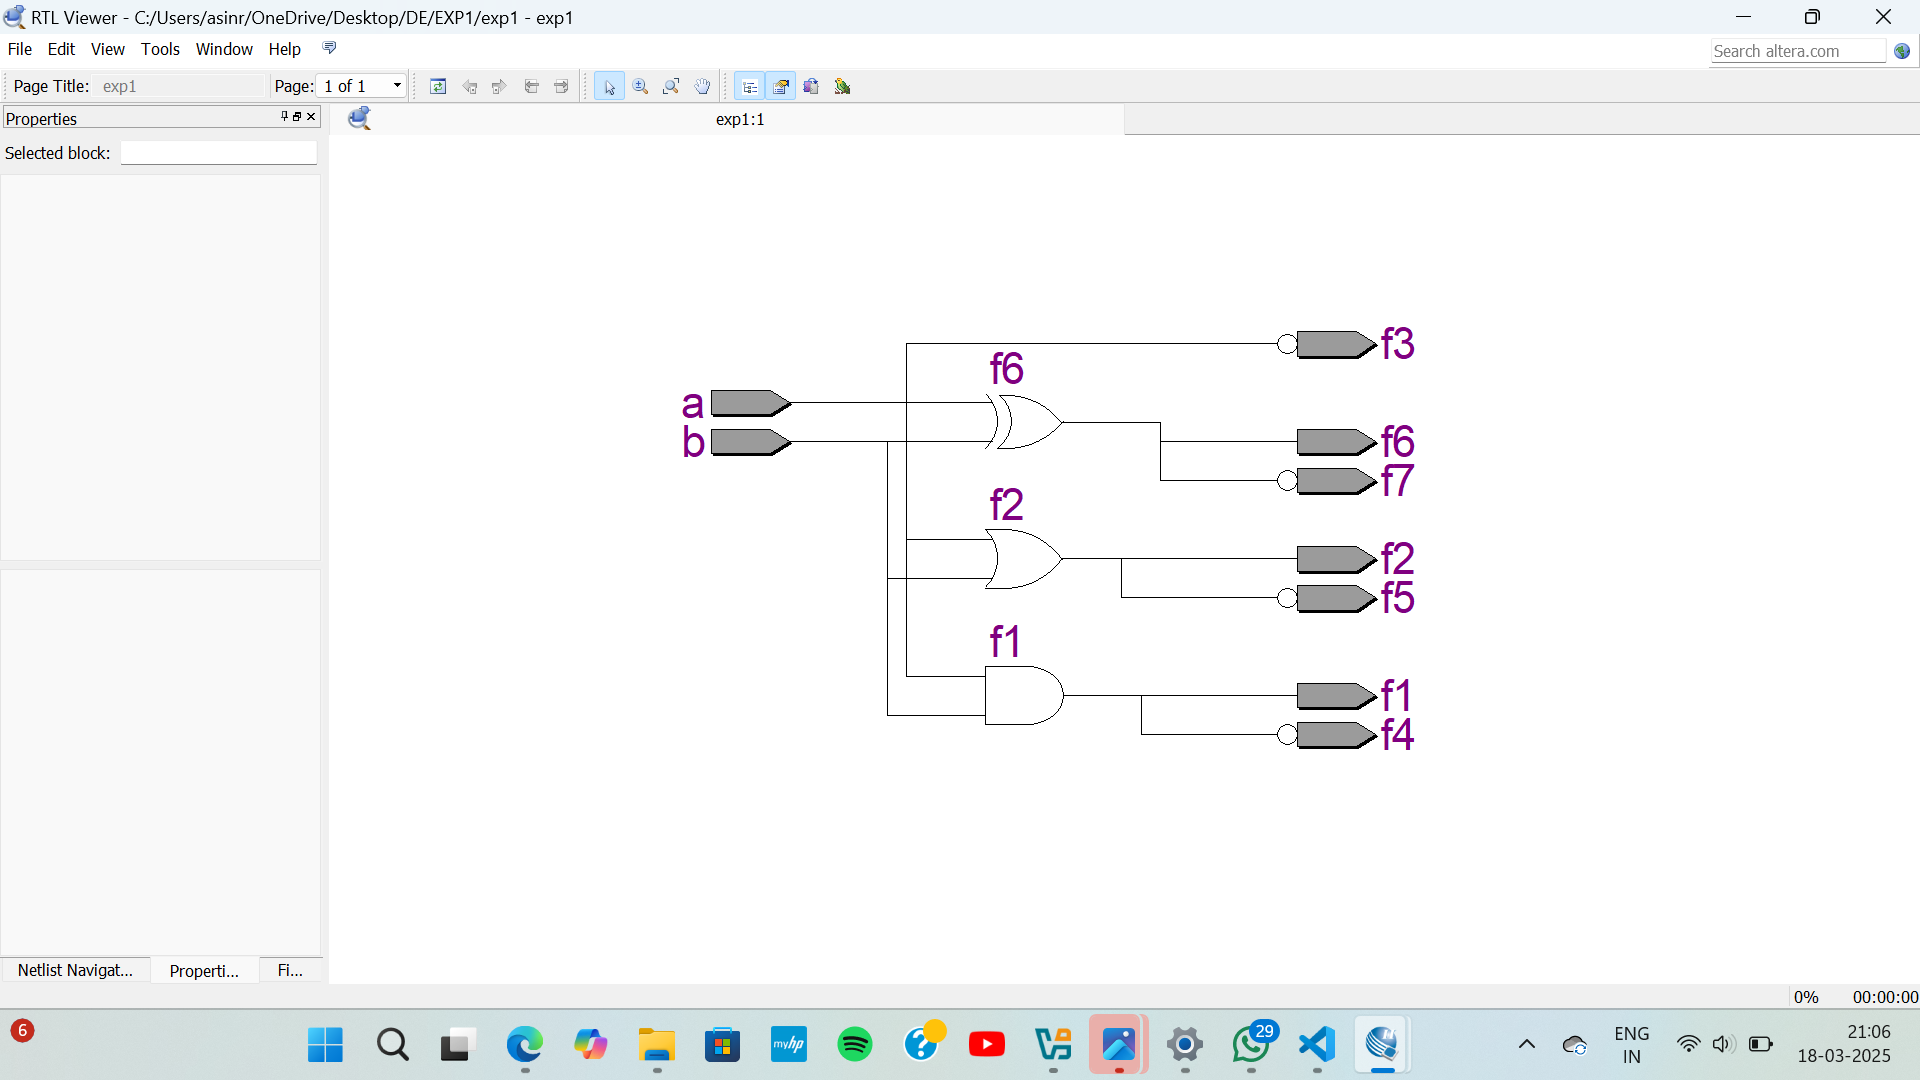 RTL Viewer - C:/Users/asinr/OneDrive/Desktop/DE/EXP1/exp1 - exp1
File Edit View Tools Window Help
Search altera.com
Page Title: exp1 Page: 1 of 1
Properties
exp1:1
Selected block:
f3
f6
a
b
f6
f7
f2
f2
f5
f1
f1
f4
Netlist Navigat... Properti... Fi...
0% 00:00:00
6
myhp
29
ENG
IN
21:06
18-03-2025